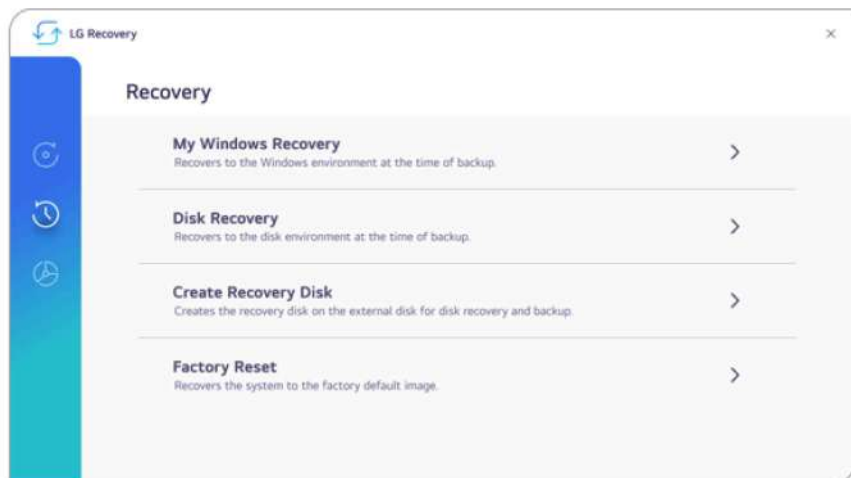 LG Recovery
Recovery
My Windows Recovery
Recovers to the Windows environment at the time of backup.
Disk Recovery
Recovers to the disk environment at the time of backup.
Create Recovery Disk
Creates the recovery disk on the external disk for disk recovery and backup.
Factory Reset
Recovers the system to the factory default image.